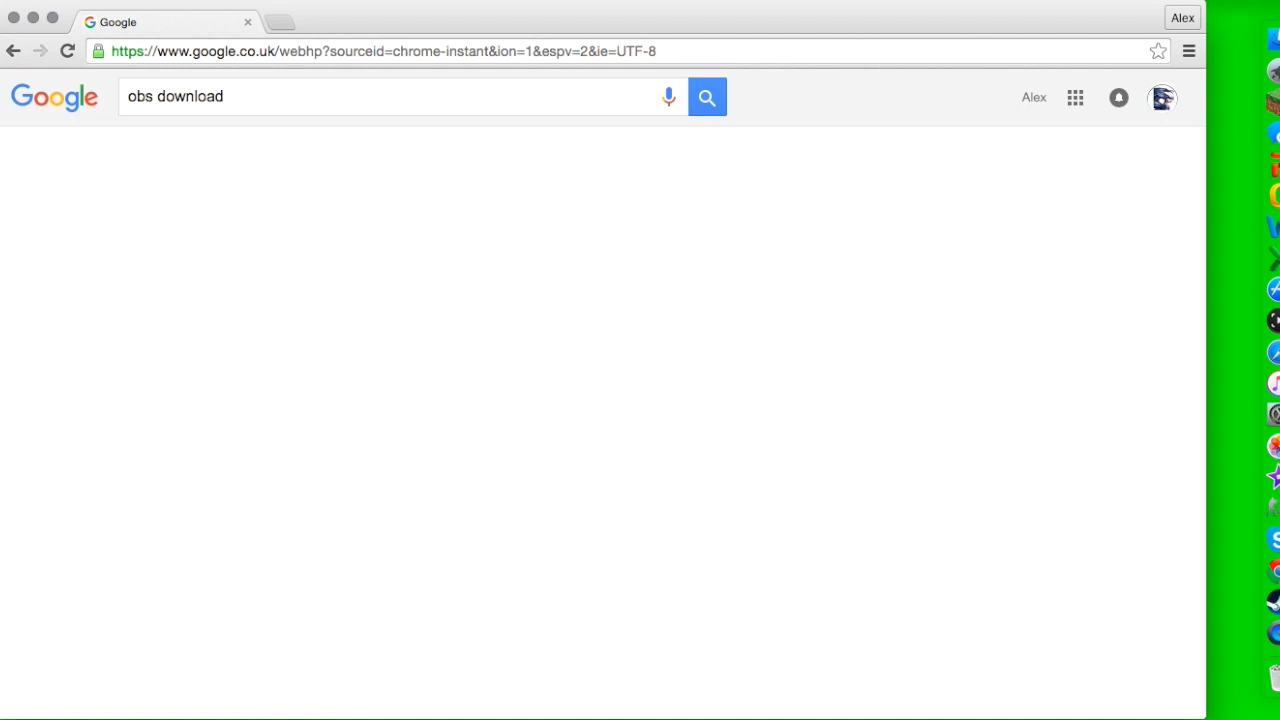 Google
Alex
https://www.google.co.uk/webhp?sourceid=chrome-instant&ion=1&espv=2&ie=UTF-8
Google
obs download
Alex